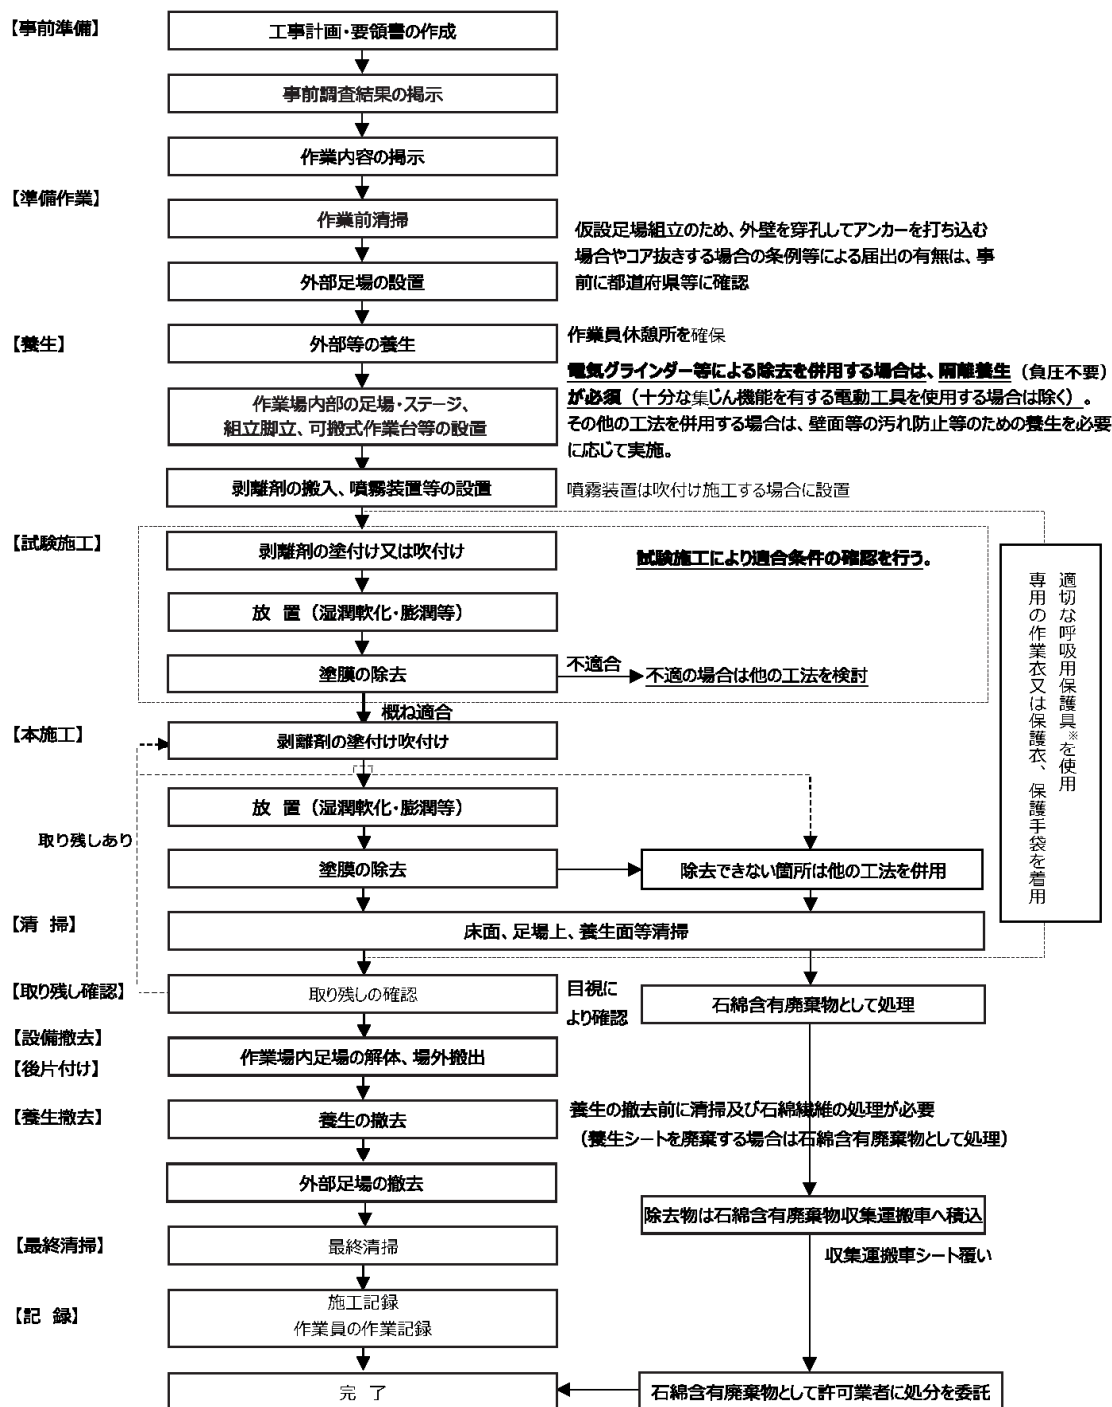 【事前準備】
工事計画・要領書の作成
事前調査結果の掲示
作業内容の掲示
【準備作業】
作業前清掃
仮設足場組立のため、外壁を穿孔してアンカーを打ち込む
場合やコア抜きする場合の条例等による届出の有無は、事
前に都道府県等に確認
外部足場の設置
【養生】
外部等の養生
作業員休憩所を確保
電気グラインダー等による除去を併用する場合は、隔離養生（負圧不要）
が必須（十分な集じん機能を有する電動工具を使用する場合は除く）。
その他の工法を併用する場合は、壁面等の汚れ防止等のための養生を必要
に応じて実施。
作業場内部の足場・ステージ、
組立脚立、可搬式作業台等の設置
剥離剤の搬入、噴霧装置等の設置
噴霧装置は吹付け施工する場合に設置
【試験施工】
剥離剤の塗付け又は吹付け
試験施工により適合条件の確認を行う。
放　置（湿潤軟化・膨潤等）
塗膜の除去
不適合
不適の場合は他の工法を検討
概ね適合
適切な呼吸用保護具※を使用
専用の作業衣又は保護衣、保護手袋を着用
【本施工】
剥離剤の塗付け吹付け
放　置（湿潤軟化・膨潤等）
取り残しあり
塗膜の除去
除去できない箇所は他の工法を併用
【清　掃】
床面、足場上、養生面等清掃
【取り残し確認】
取り残しの確認
目視に
より確認
石綿含有廃棄物として処理
【設備撤去】
【後片付け】
作業場内足場の解体、場外搬出
【養生撤去】
養生の撤去
養生の撤去前に清掃及び石綿繊維の処理が必要
（養生シートを廃棄する場合は石綿含有廃棄物として処理）
外部足場の撤去
除去物は石綿含有廃棄物収集運搬車へ積込
【最終清掃】
最終清掃
収集運搬車シート覆い
【記　録】
施工記録
作業員の作業記録
完　了
石綿含有廃棄物として許可業者に処分を委託